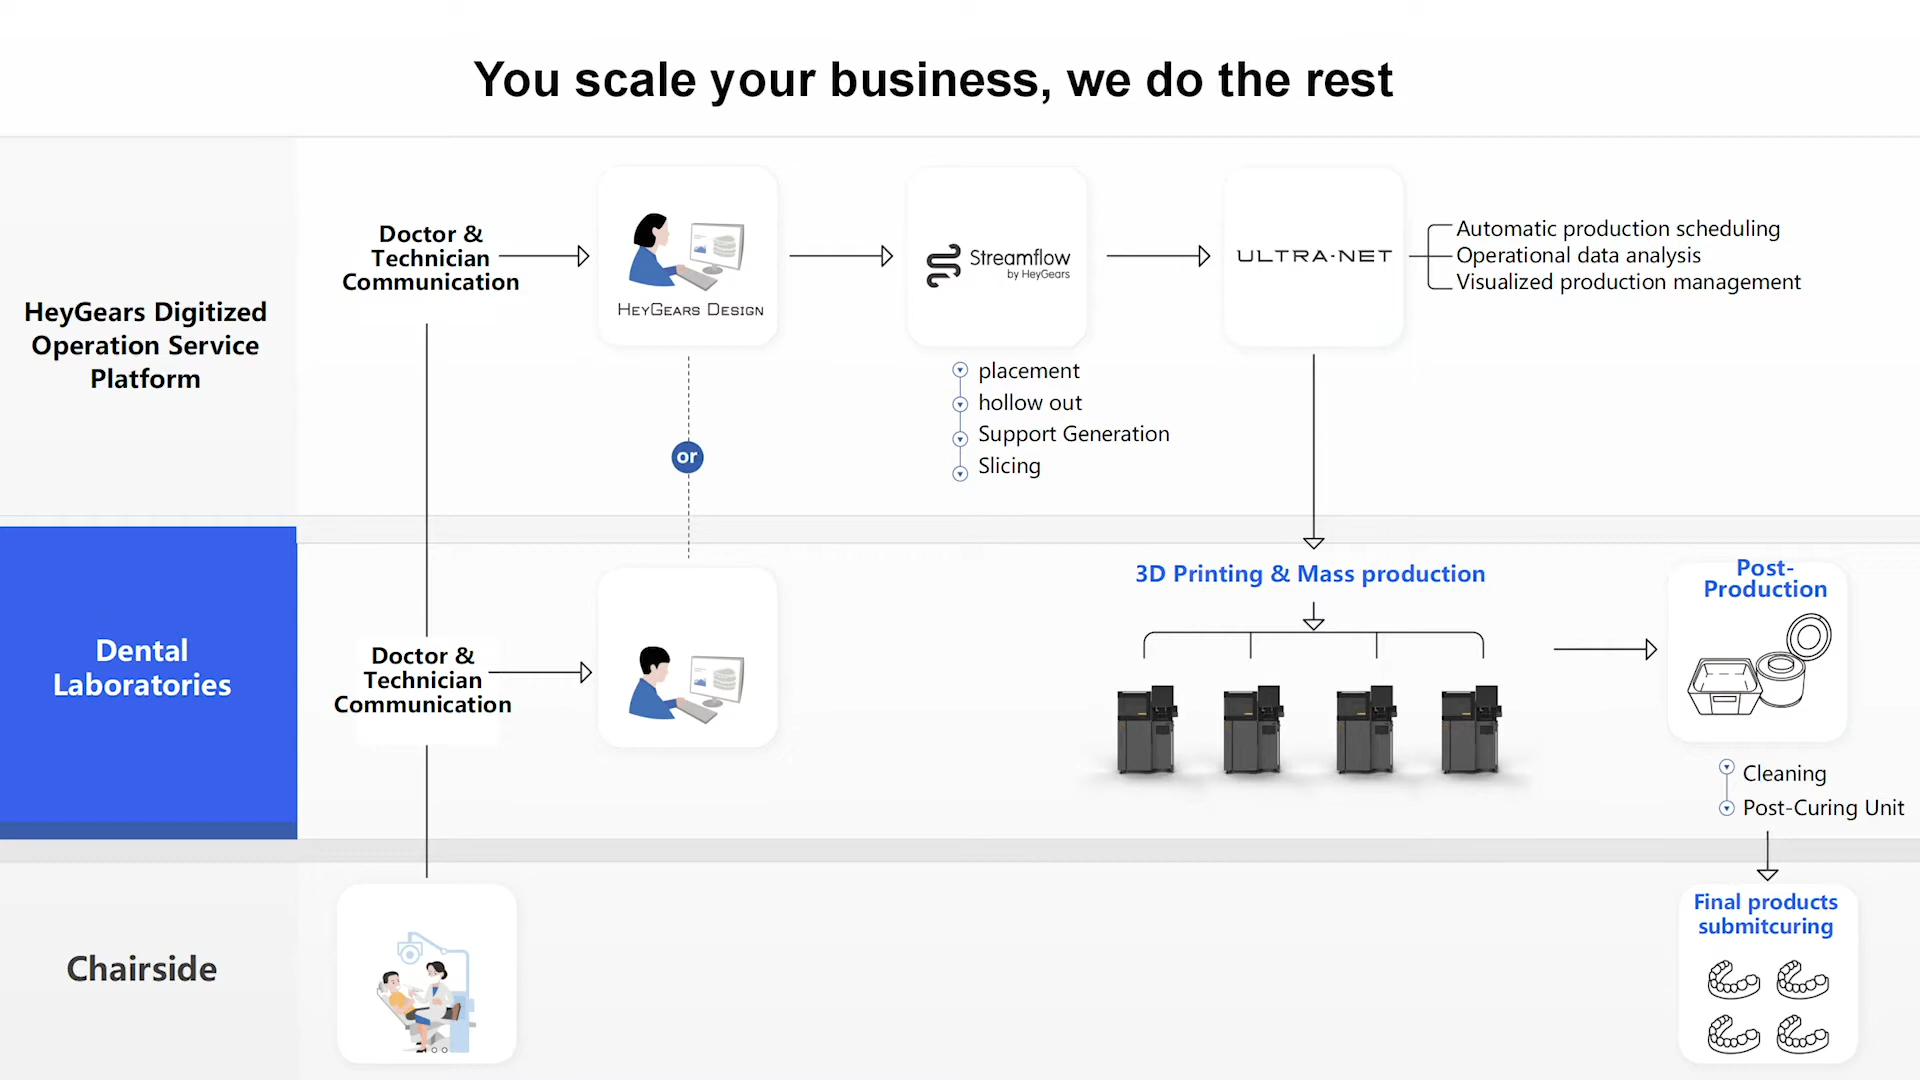 You scale your business, we do the rest
HeyGears Digitized
Operation Service
Platform
Doctor &
Technician
Communication
HEYGEARS DESIGN
Streamflow
by HeyGears
ULTRA·NET
Automatic production scheduling
Operational data analysis
Visualized production management
placement
hollow out
Support Generation
Slicing
or
Dental
Laboratories
Doctor &
Technician
Communication
3D Printing & Mass production
Post-
Production
Cleaning
Post-Curing Unit
Chairside
Final products
submitcuring